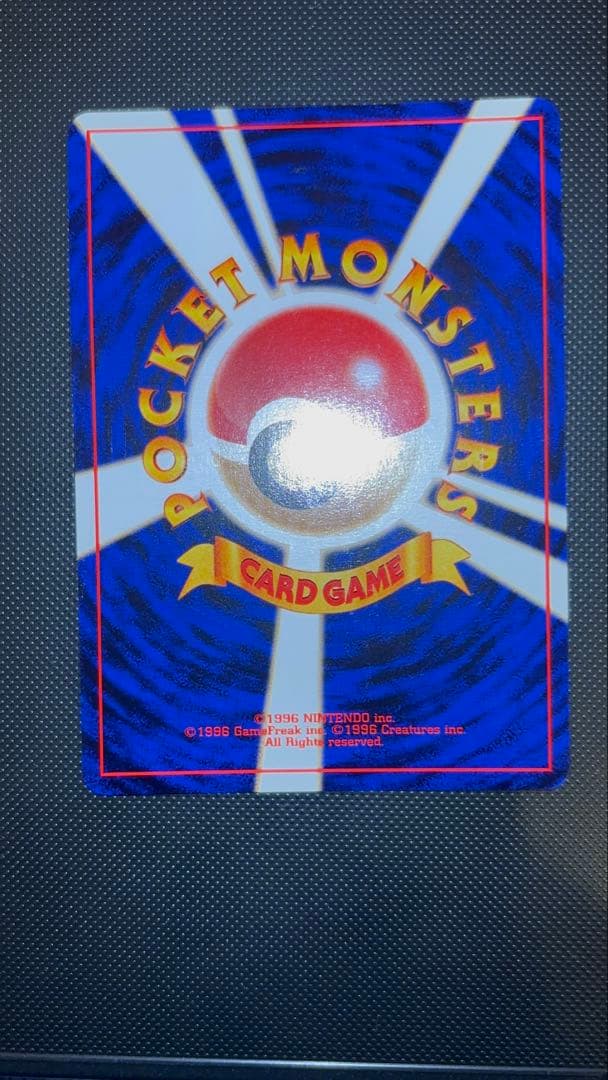 POCKET MONSTERS
CARD GAME
©1996 NINTENDO inc.
©1996 GameFreak inc. ©1996 Creatures inc.
All Rights reserved.